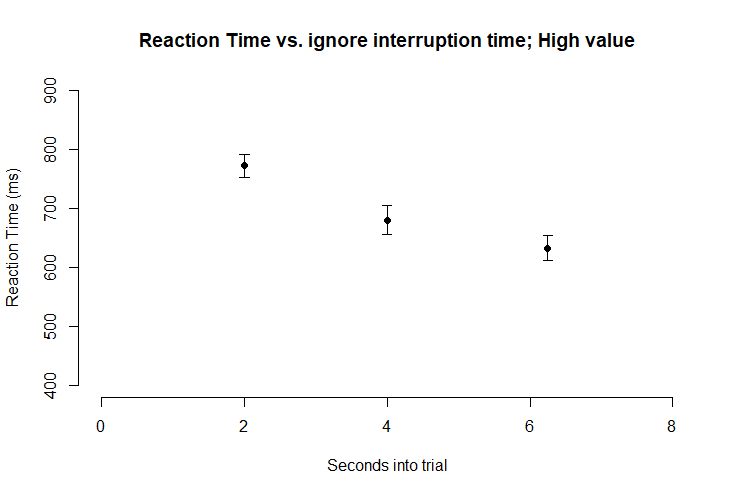 Reaction Time vs. ignore interruption time; High value
900
800
700
600
500
400
Reaction Time (ms)
0 2 4 6 8
Seconds into trial